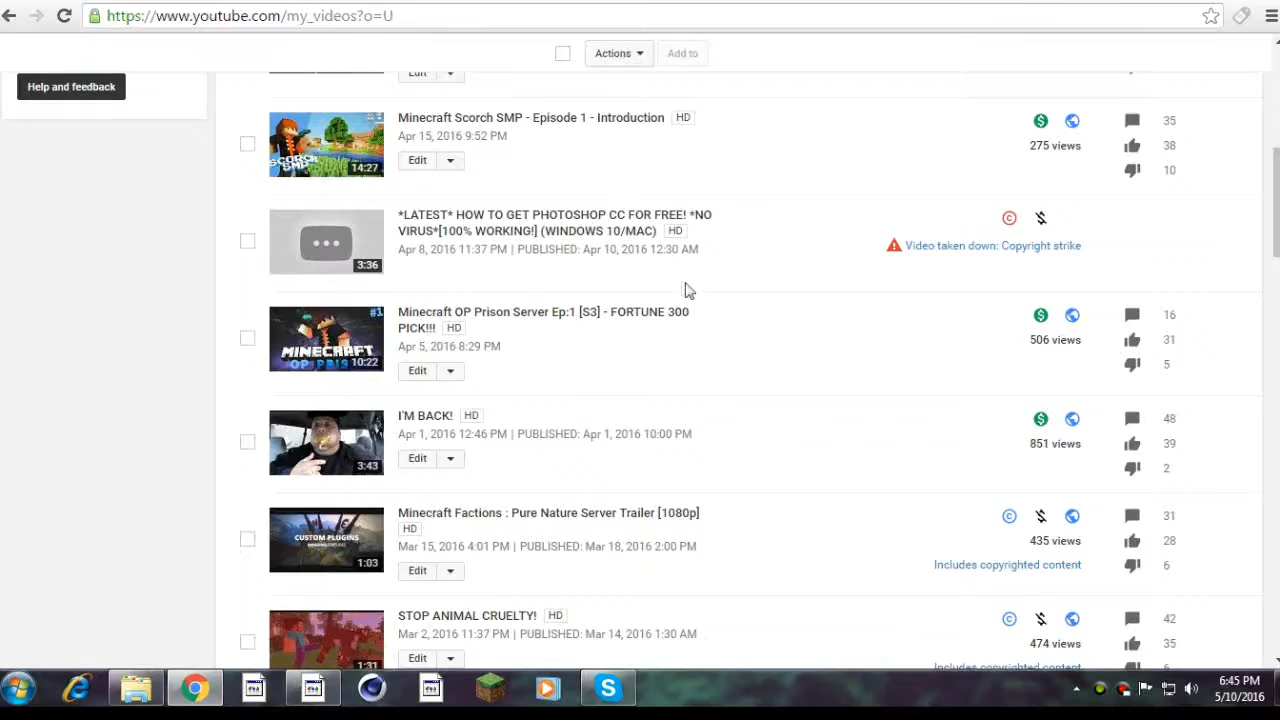 https://www.youtube.com/my_videos?o=U
Actions
Add to
Help and feedback
Edit
Minecraft Scorch SMP - Episode 1 - Introduction HD
Apr 15, 2016 9:52 PM
Edit
SCORCH
SMP
14:27
275 views
35
38
10
*LATEST* HOW TO GET PHOTOSHOP CC FOR FREE! *NO
VIRUS*[100% WORKING!] (WINDOWS 10/MAC) HD
Apr 8, 2016 11:37 PM | PUBLISHED: Apr 10, 2016 12:30 AM
3:36
Video taken down: Copyright strike
Minecraft OP Prison Server Ep:1 [S3] - FORTUNE 300
PICK!!! HD
Apr 5, 2016 8:29 PM
Edit
#1
MINECRAFT
OP PRIS
10:22
506 views
16
31
5
I'M BACK! HD
Apr 1, 2016 12:46 PM | PUBLISHED: Apr 1, 2016 10:00 PM
Edit
3:43
851 views
48
39
2
Minecraft Factions : Pure Nature Server Trailer [1080p]
HD
Mar 15, 2016 4:01 PM | PUBLISHED: Mar 18, 2016 2:00 PM
Edit
CUSTOM PLUGINS
1:03
435 views
Includes copyrighted content
31
28
6
STOP ANIMAL CRUELTY! HD
Mar 2, 2016 11:37 PM | PUBLISHED: Mar 14, 2016 1:30 AM
Edit
1:31
474 views
Includes copyrighted content
42
35
6
6:45 PM
5/10/2016